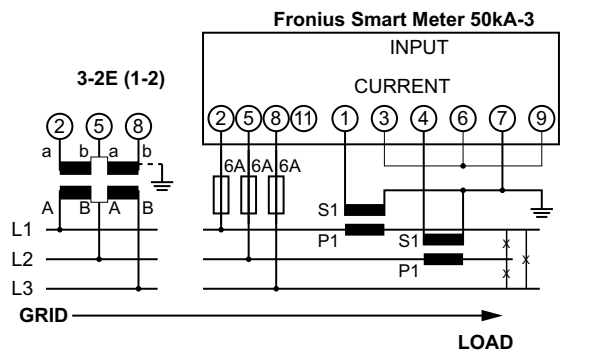 Fronius Smart Meter 50kA-3
INPUT
CURRENT
3-2E (1-2)
2 5 8
2 5 8 11 1 3 4 6 7 9
a b a b
6A 6A 6A
A B A B
S1
P1
S1
P1
L1
L2
L3
x
x
x
GRID
LOAD